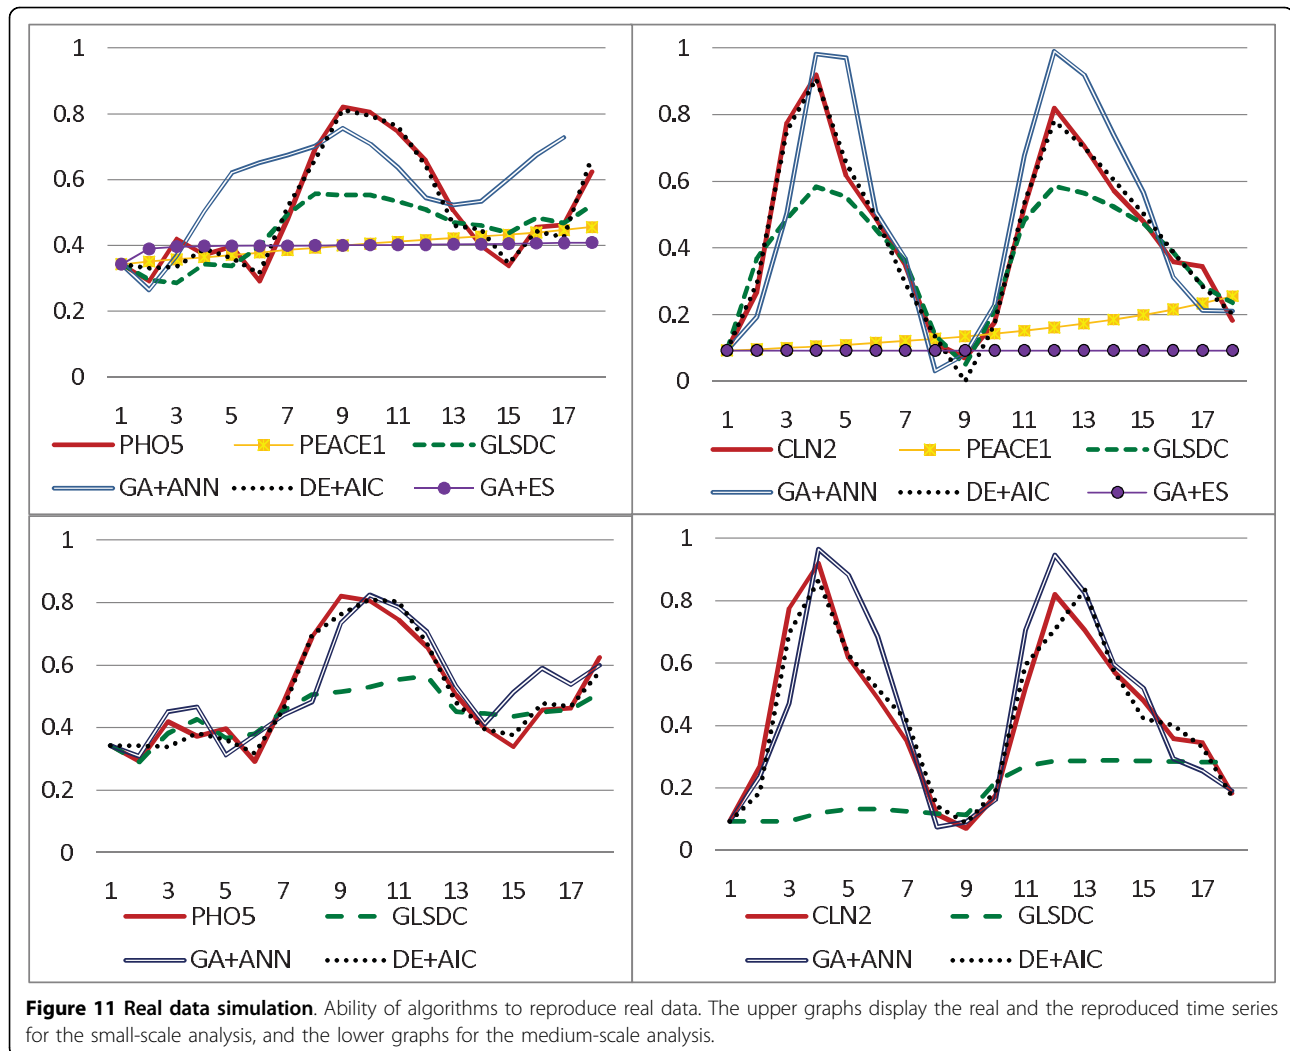 1
0.8
0.6
0.4
0.2
0
1 3 5 7 9 11 13 15 17
PHO5 PEACE1 GLSDC
GA+ANN DE+AIC GA+ES
1
0.8
0.6
0.4
0.2
0
1 3 5 7 9 11 13 15 17
CLN2 PEACE1 GLSDC
GA+ANN DE+AIC GA+ES
1
0.8
0.6
0.4
0.2
0
1 3 5 7 9 11 13 15 17
PHO5 GLSDC
GA+ANN DE+AIC
1
0.8
0.6
0.4
0.2
0
1 3 5 7 9 11 13 15 17
CLN2 GLSDC
GA+ANN DE+AIC
Figure 11 Real data simulation. Ability of algorithms to reproduce real data. The upper graphs display the real and the reproduced time series
for the small-scale analysis, and the lower graphs for the medium-scale analysis.